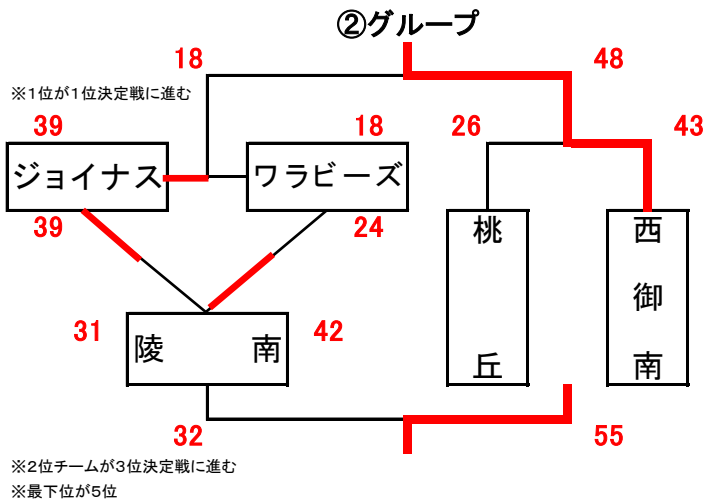 ②グループ
18 48
※1位が1位決定戦に進む
39 18 26 43
ジョイナス ワラビーズ
39 24
桃丘
西御南
31 42
陵南
32 55
※2位チームが3位決定戦に進む
※最下位が5位